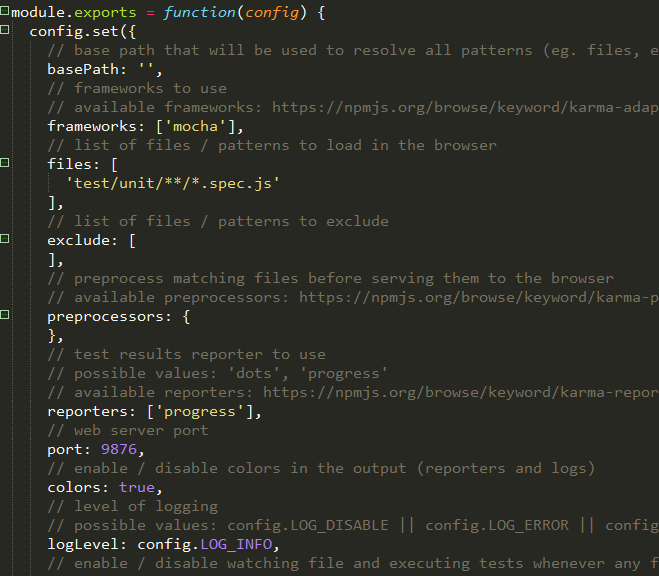 module.exports = function(config) {
config.set({
// base path that will be used to resolve all patterns (eg. files, e
basePath: '',
// frameworks to use
// available frameworks: https://npmjs.org/browse/keyword/karma-adap
frameworks: ['mocha'],
// list of files / patterns to load in the browser
files: [
'test/unit/**/*.spec.js'
],
// list of files / patterns to exclude
exclude: [
],
// preprocess matching files before serving them to the browser
// available preprocessors: https://npmjs.org/browse/keyword/karma-p
preprocessors: {
},
// test results reporter to use
// possible values: 'dots', 'progress'
// available reporters: https://npmjs.org/browse/keyword/karma-repor
reporters: ['progress'],
// web server port
port: 9876,
// enable / disable colors in the output (reporters and logs)
colors: true,
// level of logging
// possible values: config.LOG_DISABLE || config.LOG_ERROR || config
logLevel: config.LOG_INFO,
// enable / disable watching file and executing tests whenever any f